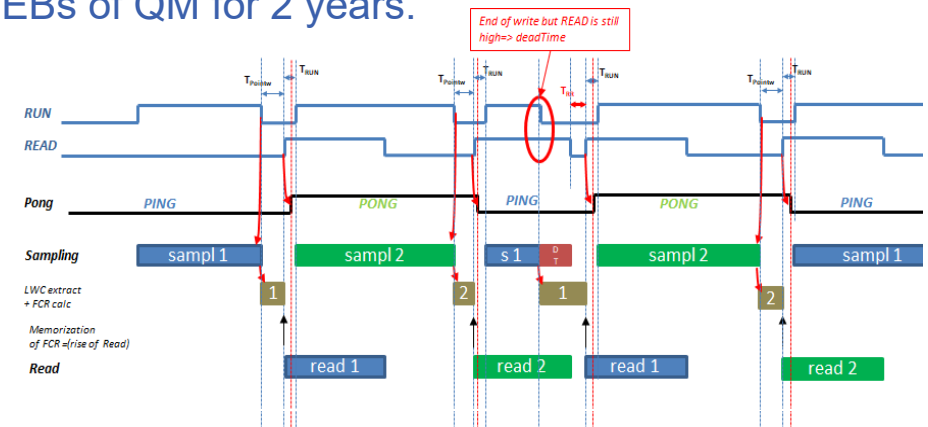 EBs of QM for 2 years.
End of write but READ is still
high=> deadTime
TPointw
TRUN
TPointw
TRUN
TRUN
TPointw
TRUN
RUN
READ
Pong
PING
PONG
PING
PONG
PING
Sampling
sampl 1
sampl 2
s 1
D
T
sampl 2
sampl 1
LWC extract
+ FCR calc
1
2
1
2
Memorization
of FCR =(rise of Read)
Read
read 1
read 2
read 1
read 2